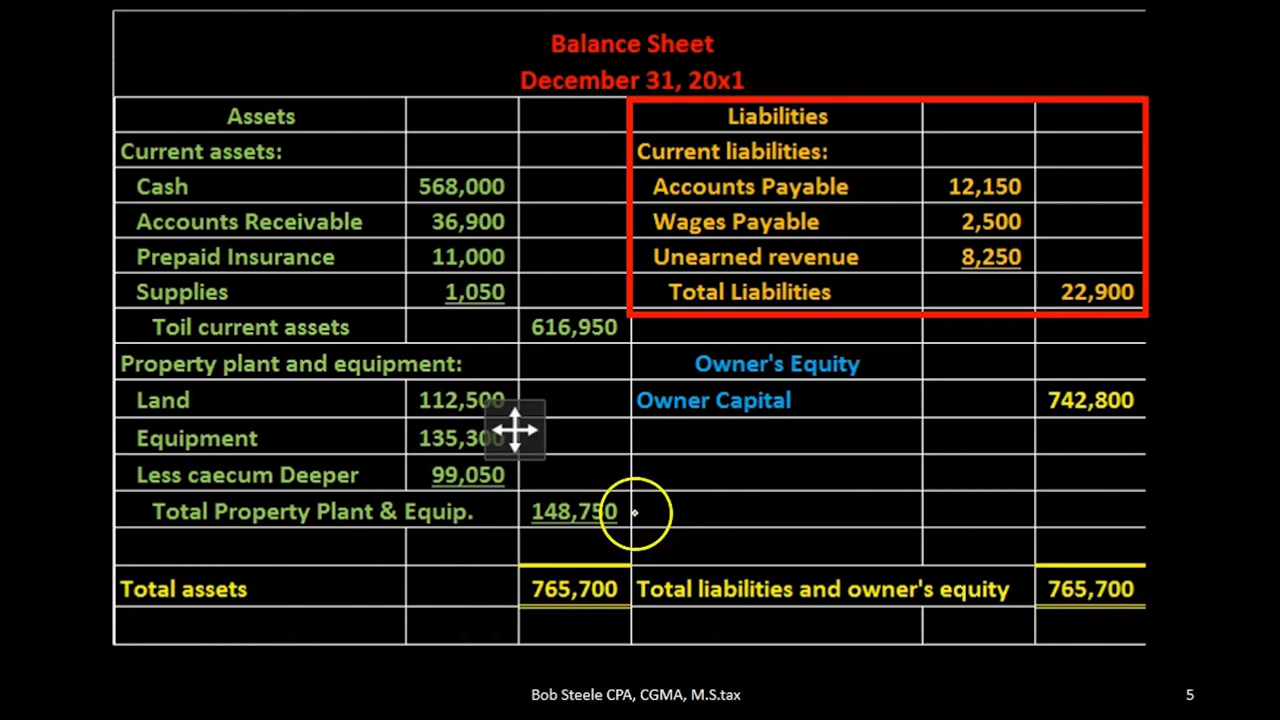 Balance Sheet
December 31, 20x1
Assets Liabilities
Current assets: Current liabilities:
Cash 568,000 Accounts Payable 12,150
Accounts Receivable 36,900 Wages Payable 2,500
Prepaid Insurance 11,000 Unearned revenue 8,250
Supplies 1,050 Total Liabilities 22,900
Toil current assets 616,950
Property plant and equipment: Owner's Equity
Land 112,500 Owner Capital 742,800
Equipment 135,300
Less caecum Deeper 99,050
Total Property Plant & Equip. 148,750
Total assets 765,700 Total liabilities and owner's equity 765,700
Bob Steele CPA, CGMA, M.S.tax 5